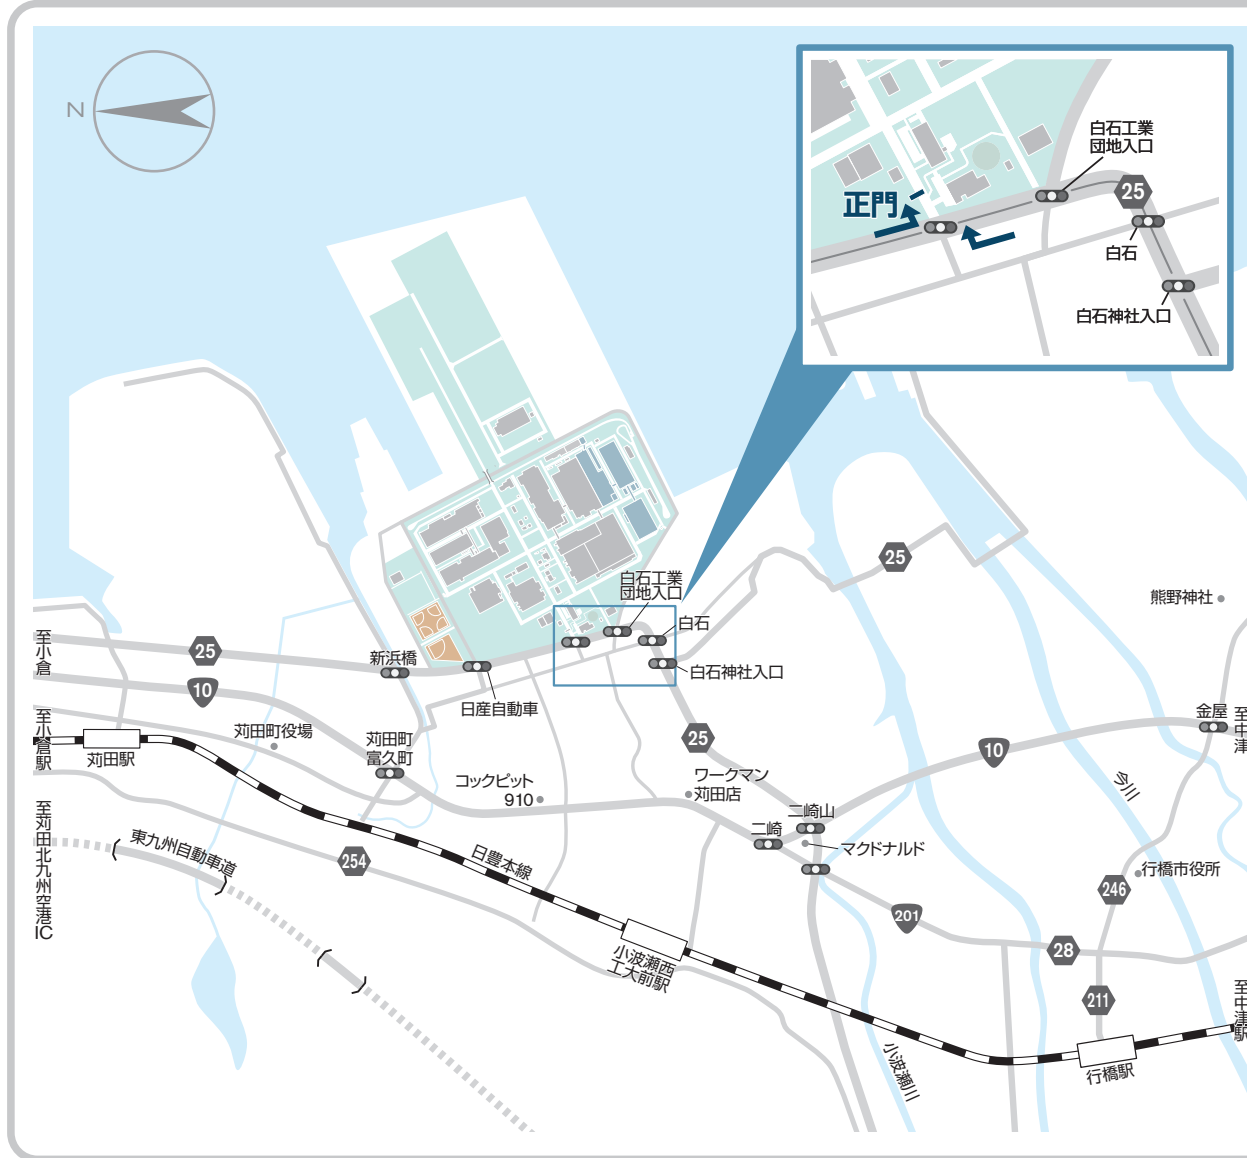 N
白石工業
団地入口
25
正門
白石
白石神社入口
25
白石工業
団地入口
熊野神社
白石
至小倉
25
新浜橋
白石神社入口
10
日産自動車
金屋
至中津
至小倉駅
苅田町役場
苅田町
富久町
25
10
苅田駅
コックピット
910
ワークマン
苅田店
今川
二崎山
二崎
マクドナルド
至苅田北九州空港IC
東九州自動車道
254
日豊本線
行橋市役所
246
201
28
小波瀬西
工大前駅
211
至中津駅
小波瀬川
行橋駅